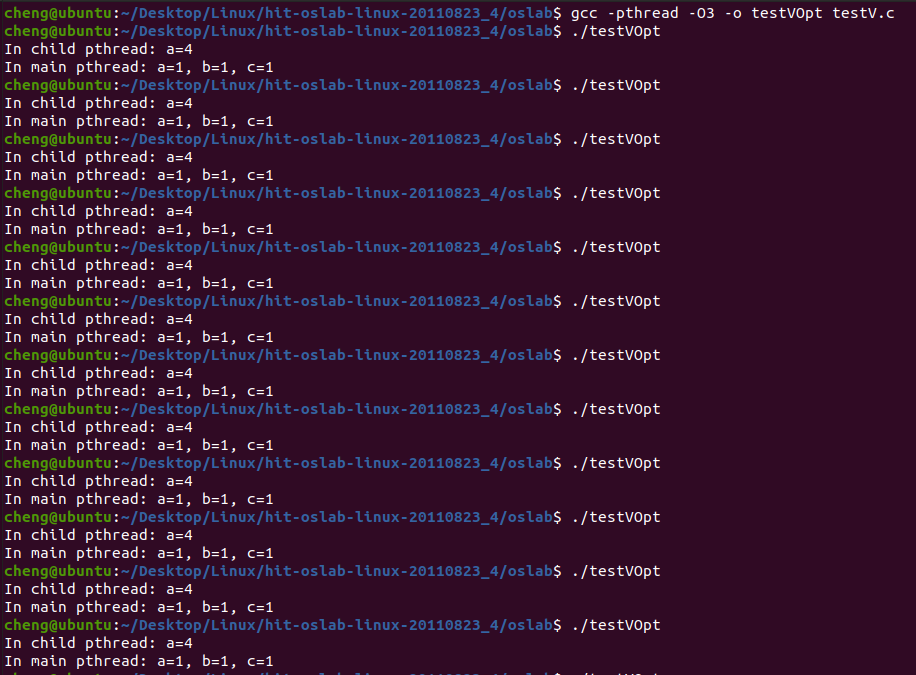 cheng@ubuntu:~/Desktop/Linux/hit-oslab-linux-20110823_4/oslab$ gcc -pthread -O3 -o testVOpt testV.c
cheng@ubuntu:~/Desktop/Linux/hit-oslab-linux-20110823_4/oslab$ ./testVOpt
In child pthread: a=4
In main pthread: a=1, b=1, c=1
cheng@ubuntu:~/Desktop/Linux/hit-oslab-linux-20110823_4/oslab$ ./testVOpt
In child pthread: a=4
In main pthread: a=1, b=1, c=1
cheng@ubuntu:~/Desktop/Linux/hit-oslab-linux-20110823_4/oslab$ ./testVOpt
In child pthread: a=4
In main pthread: a=1, b=1, c=1
cheng@ubuntu:~/Desktop/Linux/hit-oslab-linux-20110823_4/oslab$ ./testVOpt
In child pthread: a=4
In main pthread: a=1, b=1, c=1
cheng@ubuntu:~/Desktop/Linux/hit-oslab-linux-20110823_4/oslab$ ./testVOpt
In child pthread: a=4
In main pthread: a=1, b=1, c=1
cheng@ubuntu:~/Desktop/Linux/hit-oslab-linux-20110823_4/oslab$ ./testVOpt
In child pthread: a=4
In main pthread: a=1, b=1, c=1
cheng@ubuntu:~/Desktop/Linux/hit-oslab-linux-20110823_4/oslab$ ./testVOpt
In child pthread: a=4
In main pthread: a=1, b=1, c=1
cheng@ubuntu:~/Desktop/Linux/hit-oslab-linux-20110823_4/oslab$ ./testVOpt
In child pthread: a=4
In main pthread: a=1, b=1, c=1
cheng@ubuntu:~/Desktop/Linux/hit-oslab-linux-20110823_4/oslab$ ./testVOpt
In child pthread: a=4
In main pthread: a=1, b=1, c=1
cheng@ubuntu:~/Desktop/Linux/hit-oslab-linux-20110823_4/oslab$ ./testVOpt
In child pthread: a=4
In main pthread: a=1, b=1, c=1
cheng@ubuntu:~/Desktop/Linux/hit-oslab-linux-20110823_4/oslab$ ./testVOpt
In child pthread: a=4
In main pthread: a=1, b=1, c=1
cheng@ubuntu:~/Desktop/Linux/hit-oslab-linux-20110823_4/oslab$ ./testVOpt
In child pthread: a=4
In main pthread: a=1, b=1, c=1